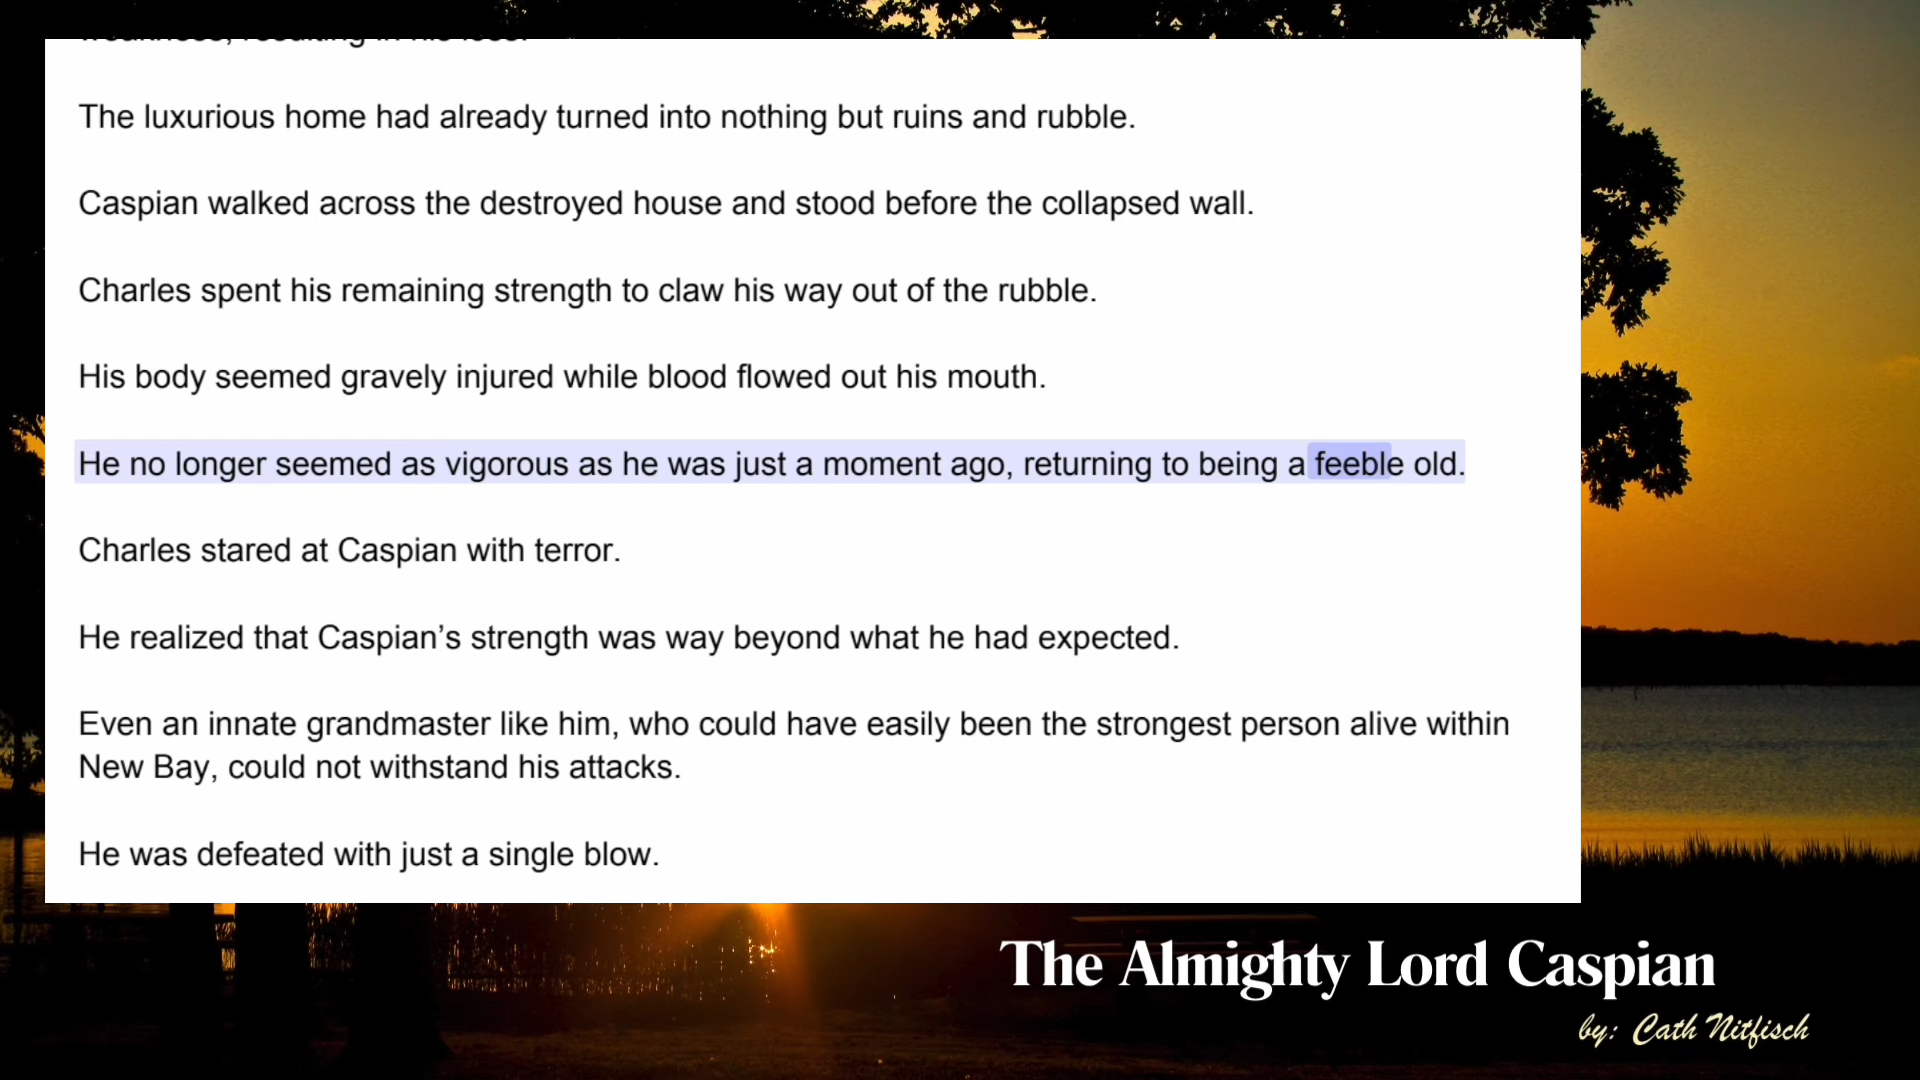 The luxurious home had already turned into nothing but ruins and rubble.
Caspian walked across the destroyed house and stood before the collapsed wall.
Charles spent his remaining strength to claw his way out of the rubble.
His body seemed gravely injured while blood flowed out his mouth.
He no longer seemed as vigorous as he was just a moment ago, returning to being a feeble old.
Charles stared at Caspian with terror.
He realized that Caspian’s strength was way beyond what he had expected.
Even an innate grandmaster like him, who could have easily been the strongest person alive within
New Bay, could not withstand his attacks.
He was defeated with just a single blow.
The Almighty Lord Caspian
by: Cath Nitfisch